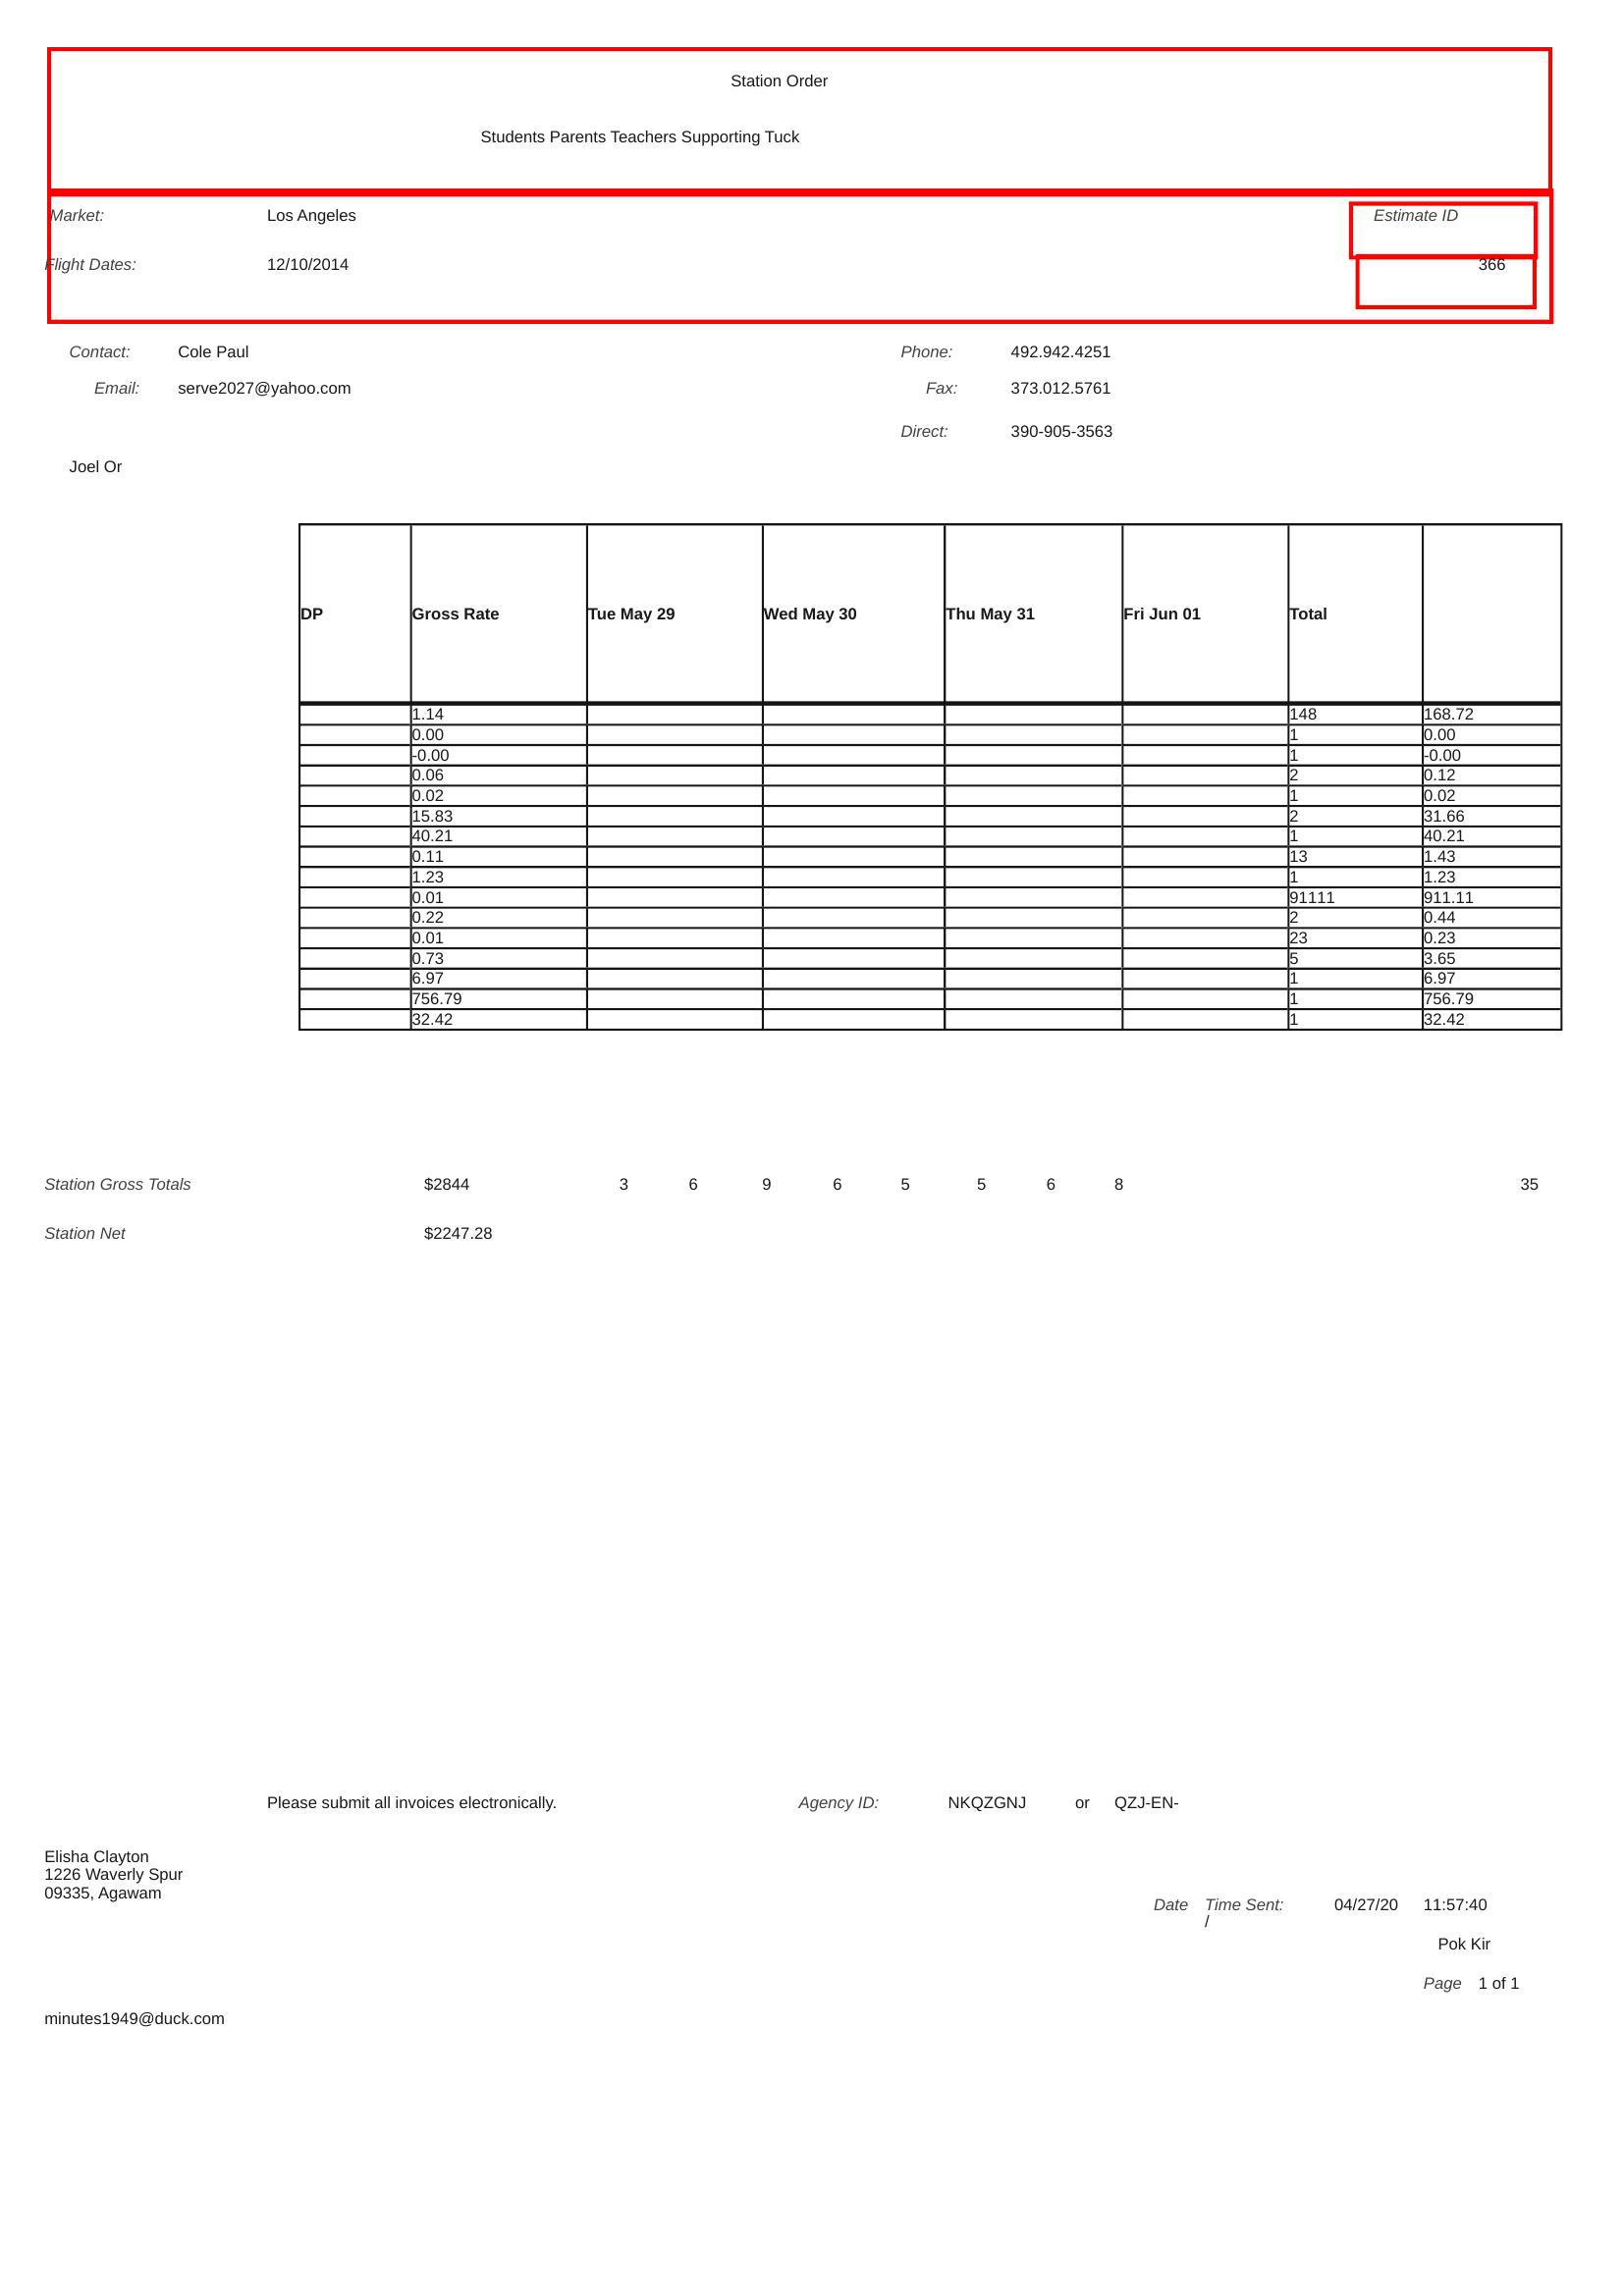 Station Order
Students Parents Teachers Supporting Tuck
Market: Los Angeles Estimate ID
Flight Dates: 12/10/2014 366
Contact: Cole Paul Phone: 492.942.4251
Email: serve2027@yahoo.com Fax: 373.012.5761
Direct: 390-905-3563
Joel Or
DP Gross Rate Tue May 29 Wed May 30 Thu May 31 Fri Jun 01 Total
1.14 148 168.72
0.00 1 0.00
-0.00 1 -0.00
0.06 2 0.12
0.02 1 0.02
15.83 2 31.66
40.21 1 40.21
0.11 13 1.43
1.23 1 1.23
0.01 91111 911.11
0.22 2 0.44
0.01 23 0.23
0.73 5 3.65
6.97 1 6.97
756.79 1 756.79
32.42 1 32.42
Station Gross Totals $2844 3 6 9 6 5 5 6 8 35
Station Net $2247.28
Please submit all invoices electronically. Agency ID: NKQZGNJ or QZJ-EN-
Elisha Clayton
1226 Waverly Spur
09335, Agawam
Date Time Sent: 04/27/20 11:57:40
/
Pok Kir
Page 1 of 1
minutes1949@duck.com